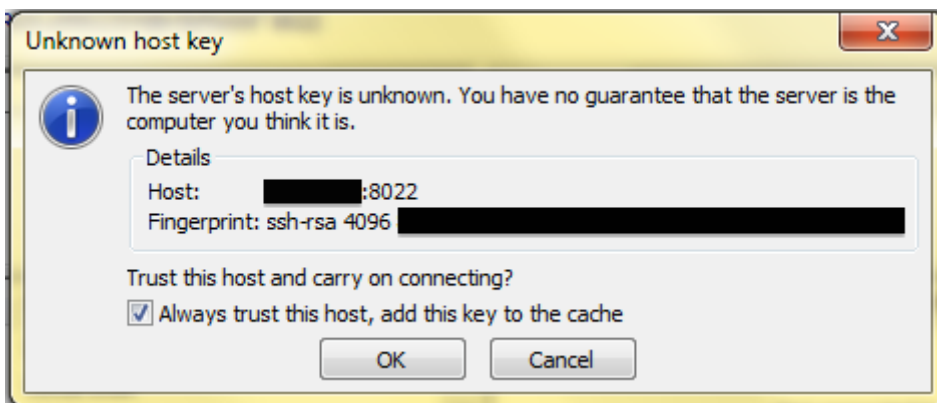 Unknown host key
The server's host key is unknown. You have no guarantee that the server is the
computer you think it is.
Details
Host: :8022
Fingerprint: ssh-rsa 4096
Trust this host and carry on connecting?
Always trust this host, add this key to the cache
OK Cancel